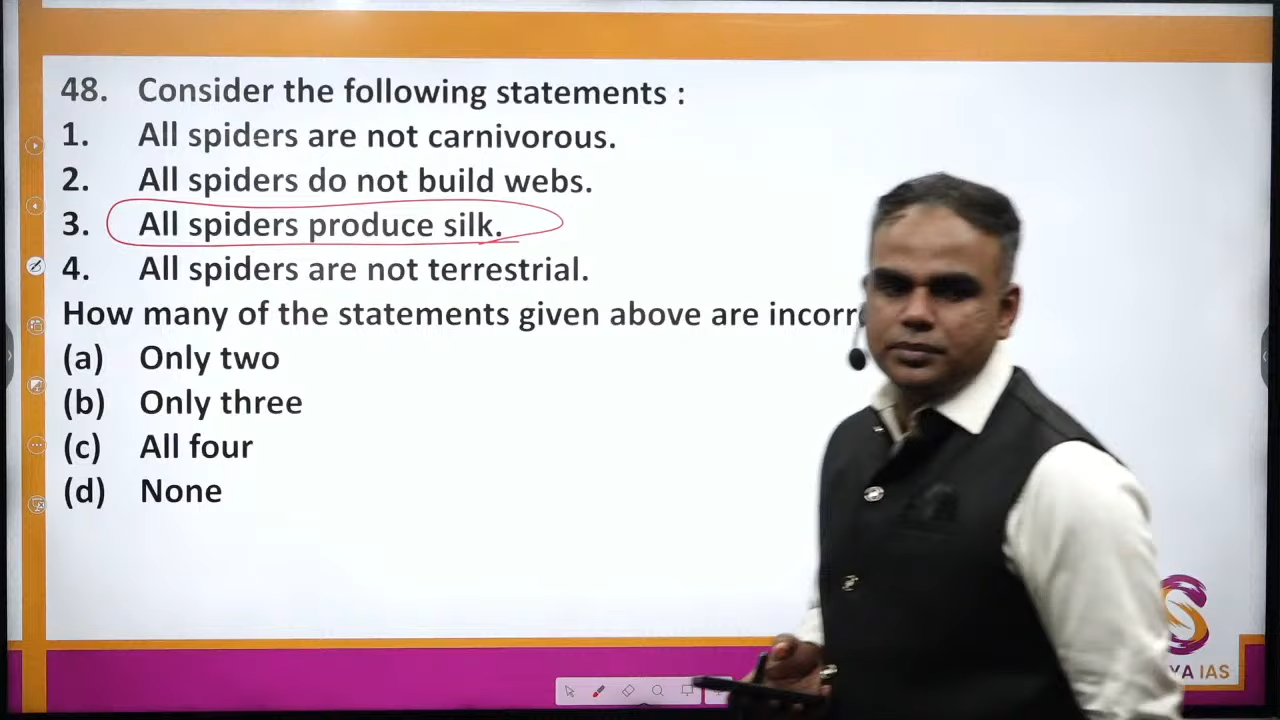 48. Consider the following statements :
1. All spiders are not carnivorous.
2. All spiders do not build webs.
3. All spiders produce silk.
4. All spiders are not terrestrial.
How many of the statements given above are incorr
(a) Only two
(b) Only three
(c) All four
(d) None
YA IAS